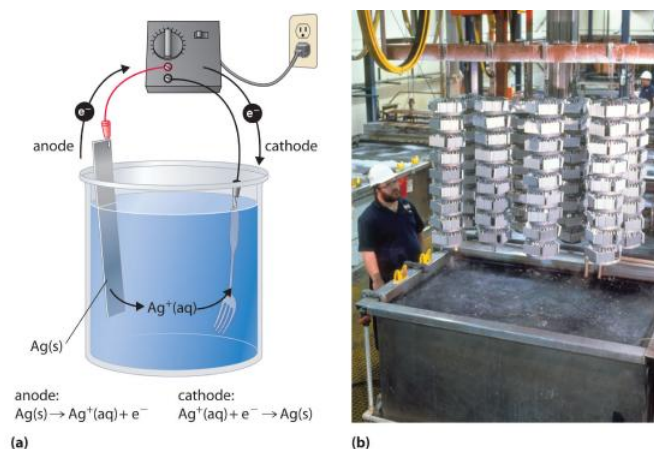 e⁻
e⁻
anode
cathode
Ag⁺(aq)
Ag(s)
anode:
Ag(s) → Ag⁺(aq) + e⁻
cathode:
Ag⁺(aq) + e⁻ → Ag(s)
(a)
(b)